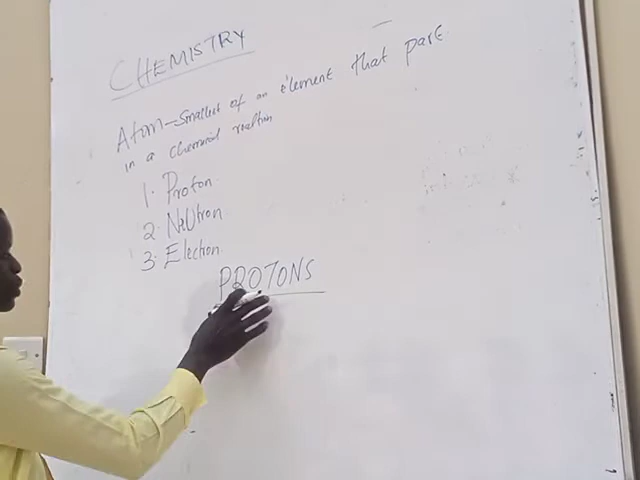 CHEMISTRY
Atom - Smallest of an element that part
in a chemical reaction
1. Proton
2. Neutron
3. Electron
PROTONS